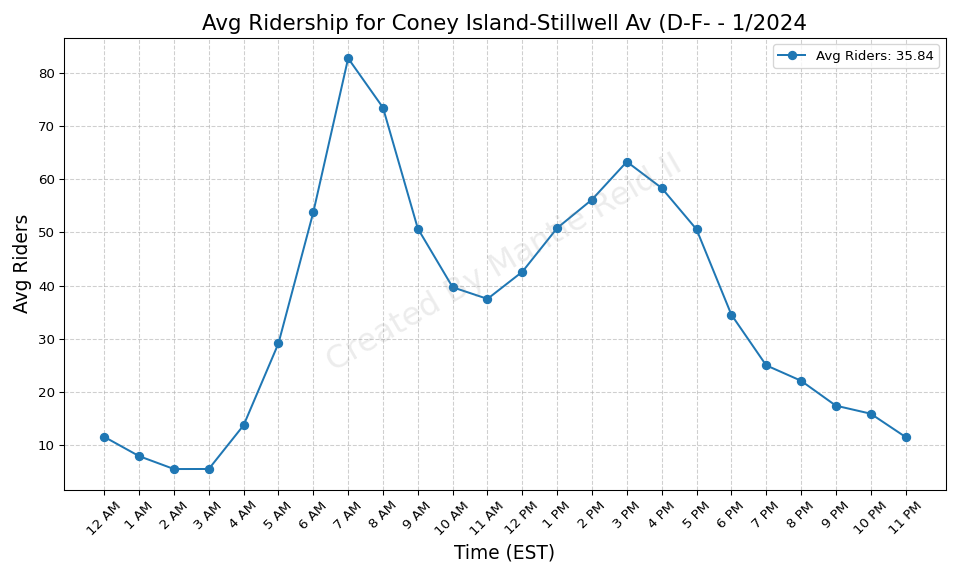 Avg Ridership for Coney Island-Stillwell Av (D-F- - 1/2024
Avg Riders: 35.84
Avg Riders
80
70
60
50
40
30
20
10
Created By Mantle Reid II
12 AM
1 AM
2 AM
3 AM
4 AM
5 AM
6 AM
7 AM
8 AM
9 AM
10 AM
11 AM
12 PM
1 PM
2 PM
3 PM
4 PM
5 PM
6 PM
7 PM
8 PM
9 PM
10 PM
11 PM
Time (EST)